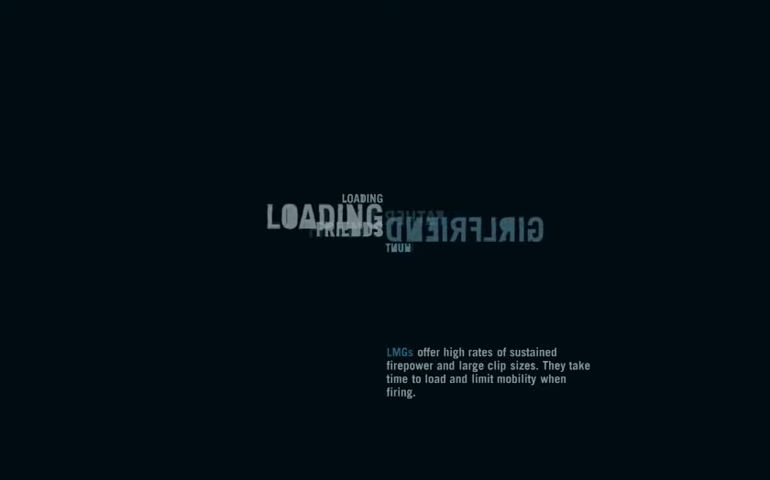 LOADING
LOADING
FRIENDS
FATHER
GIRLFRIEND
LMGs offer high rates of sustained
firepower and large clip sizes. They take
time to load and limit mobility when
firing.